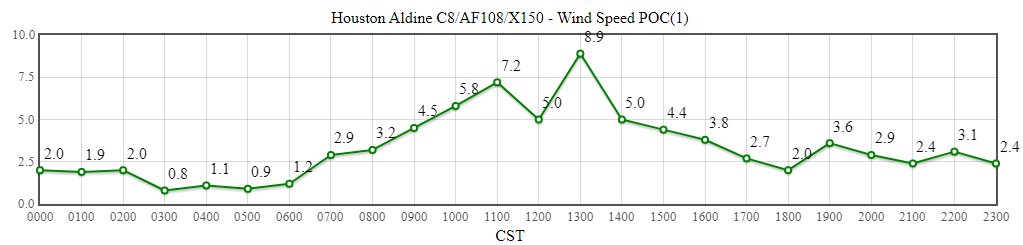 Houston Aldine C8/AF108/X150 - Wind Speed POC(1)
10.0
7.5
5.0
2.5
0.0
2.0 1.9 2.0 0.8 1.1 0.9 1.2 2.9 3.2 4.5 5.8 7.2 5.0 8.9 5.0 4.4 3.8 2.7 2.0 3.6 2.9 2.4 3.1 2.4
0000 0100 0200 0300 0400 0500 0600 0700 0800 0900 1000 1100 1200 1300 1400 1500 1600 1700 1800 1900 2000 2100 2200 2300
CST